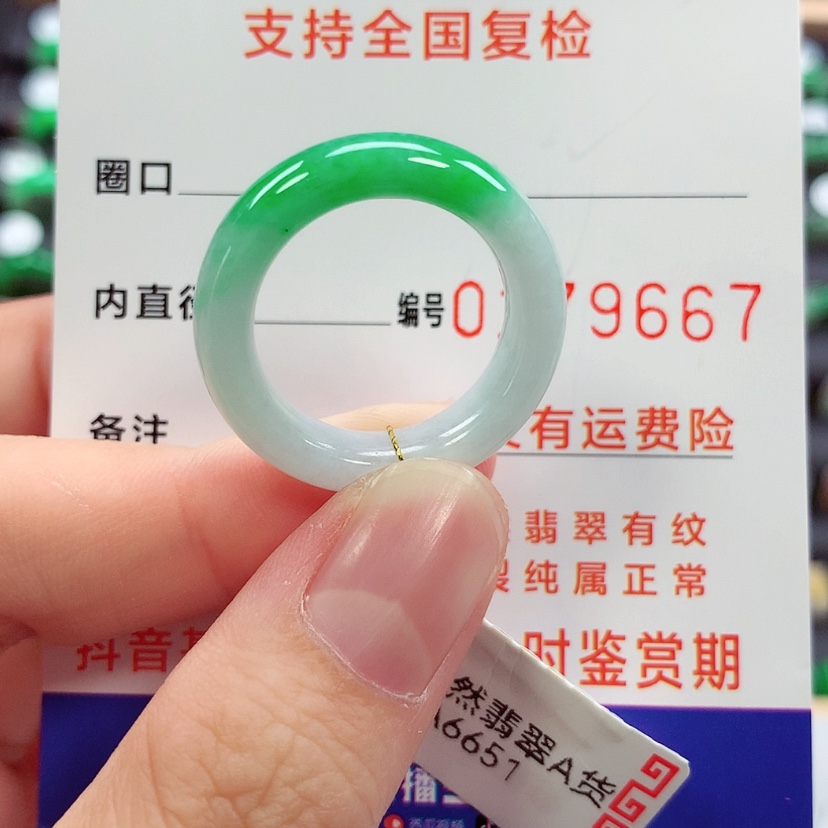 支持全国复检
圈口
内直径 编号 0 79667
备注 有运费险
翡翠有纹
纯属正常
抖音 时鉴赏期
然翡翠A货
A6651
播